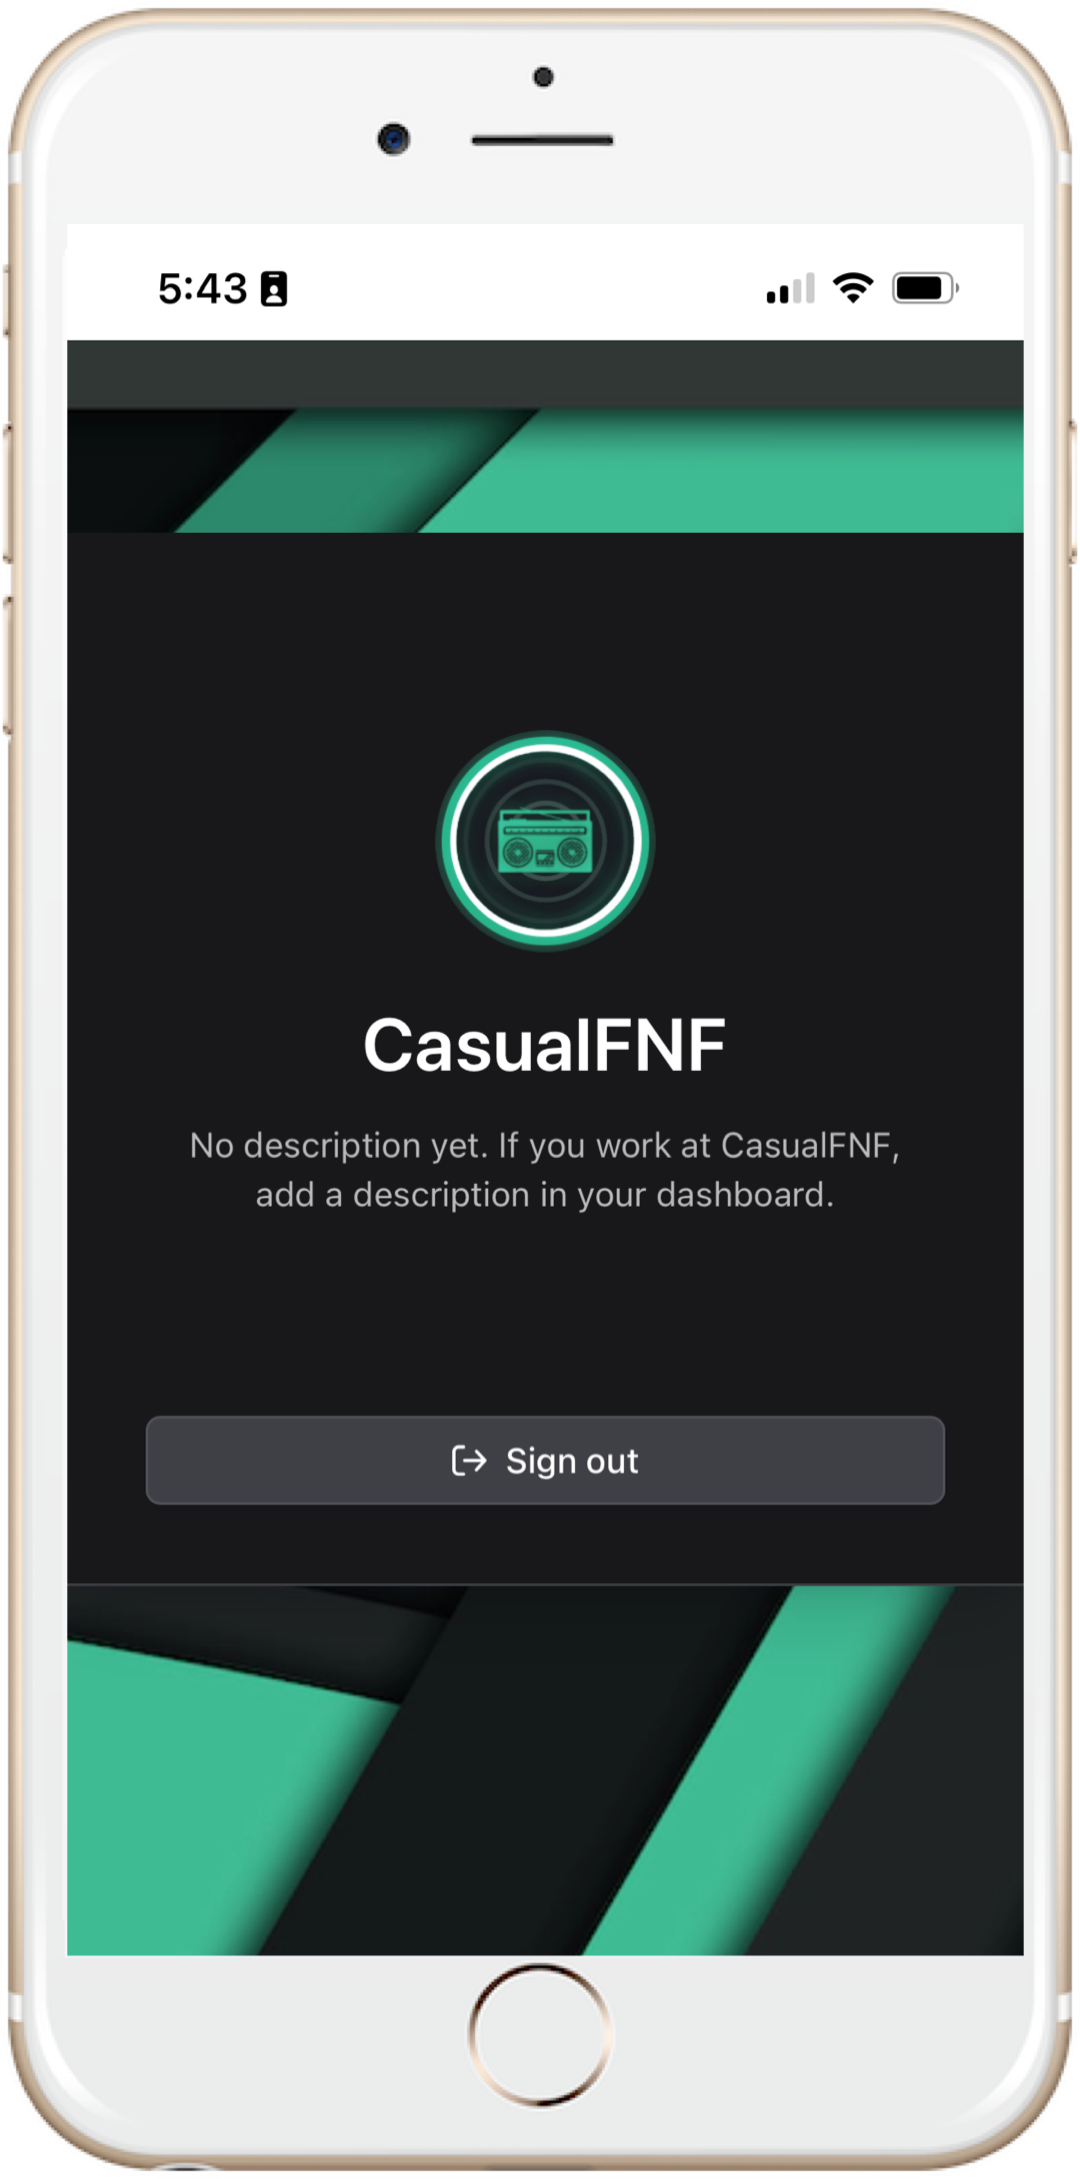 5:43
CasualFNF
No description yet. If you work at CasualFNF,
add a description in your dashboard.
Sign out